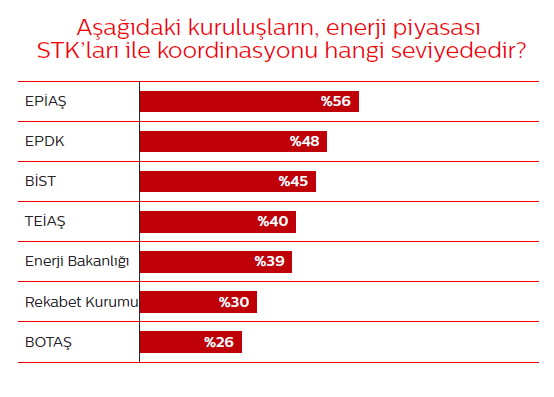 Aşağıdaki kuruluşların, enerji piyasası
STK'ları ile koordinasyonu hangi seviyededir?
EPİAŞ %56
EPDK %48
BİST %45
TEİAŞ %40
Enerji Bakanlığı %39
Rekabet Kurumu %30
BOTAŞ %26